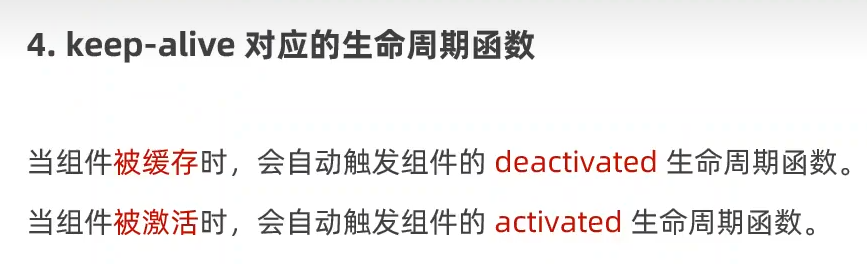 4. keep-alive 对应的生命周期函数
当组件被缓存时，会自动触发组件的 deactivated 生命周期函数。
当组件被激活时，会自动触发组件的 activated 生命周期函数。